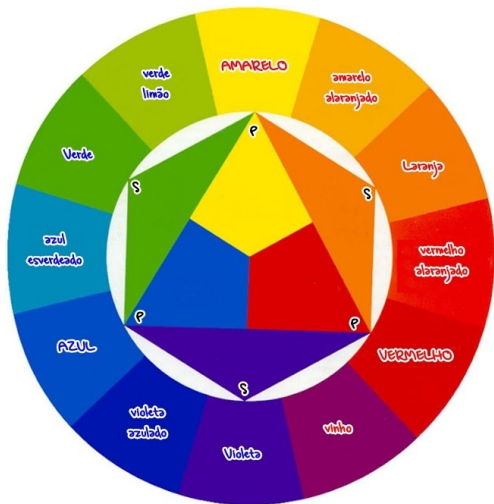 AMARELO
amarelo
alaranjado
Laranja
vermelho
alaranjado
VERMELHO
vinho
Violeta
violeta
azulado
AZUL
azul
esverdeado
Verde
verde
limão
P
S
P
S
P
S